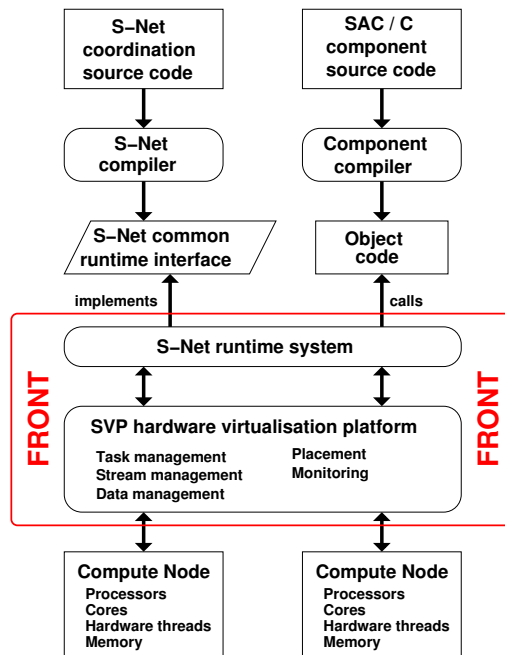 S–Net
coordination
source code
SAC / C
component
source code
S–Net
compiler
Component
compiler
S–Net common
runtime interface
Object
code
implements
calls
S–Net runtime system
FRONT
FRONT
SVP hardware virtualisation platform
Task management
Stream management
Data management
Placement
Monitoring
Compute Node
Processors
Cores
Hardware threads
Memory
Compute Node
Processors
Cores
Hardware threads
Memory